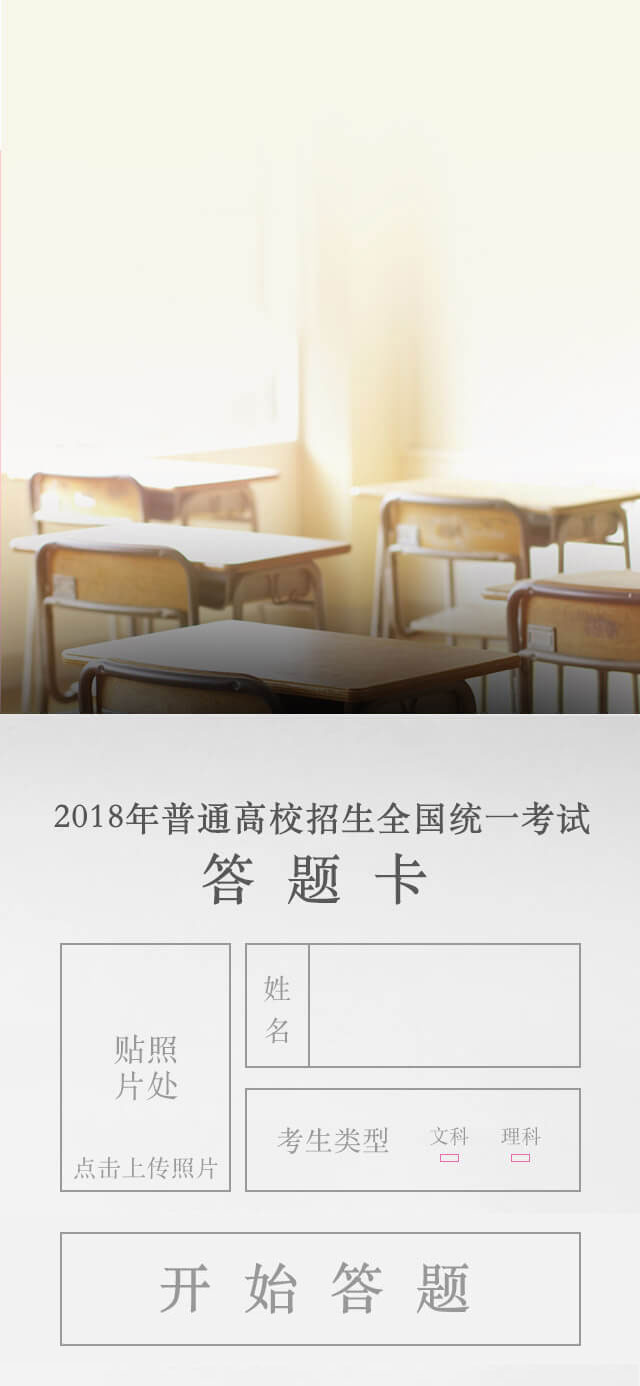 2018年普通高校招生全国统一考试
答题卡
姓
名
贴照
片处
点击上传照片
考生类型 文科 理科
开始答题